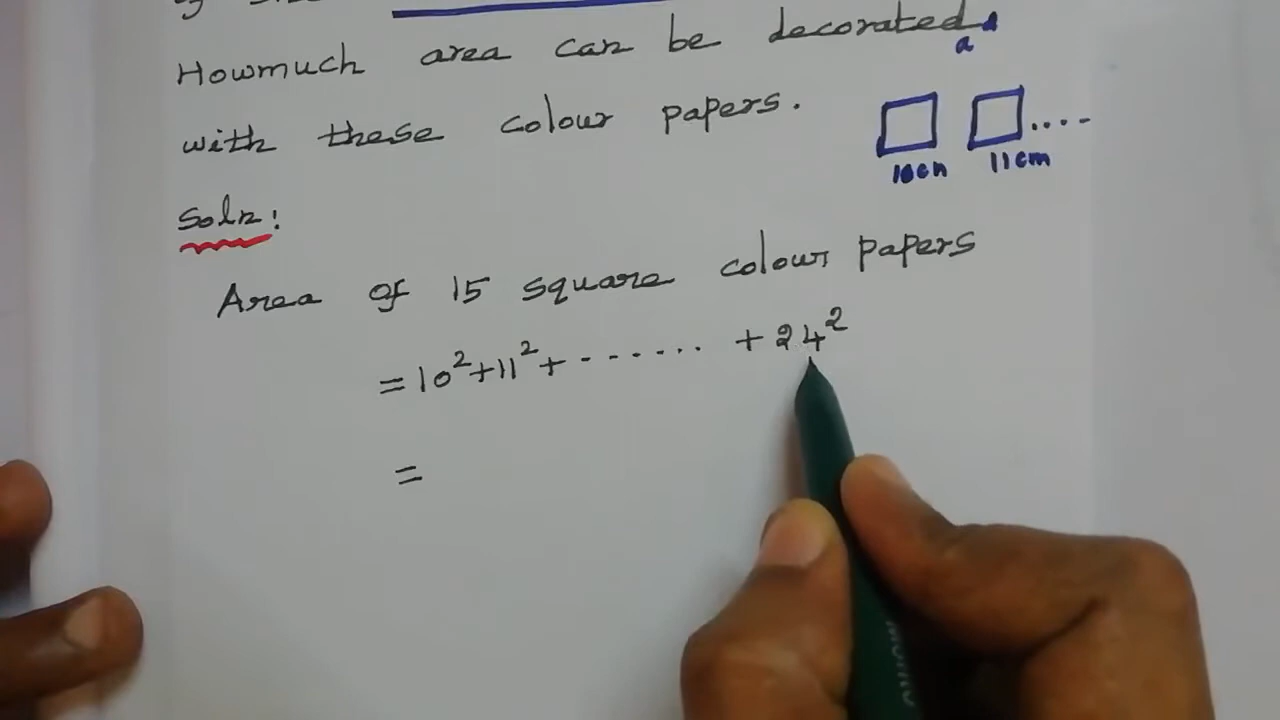 Howmuch area can be decorated
a
with these colour papers.
10cm 11cm
Soln:
Area of 15 square colour papers
= 10²+11²+ - - - - - - - + 24²
=